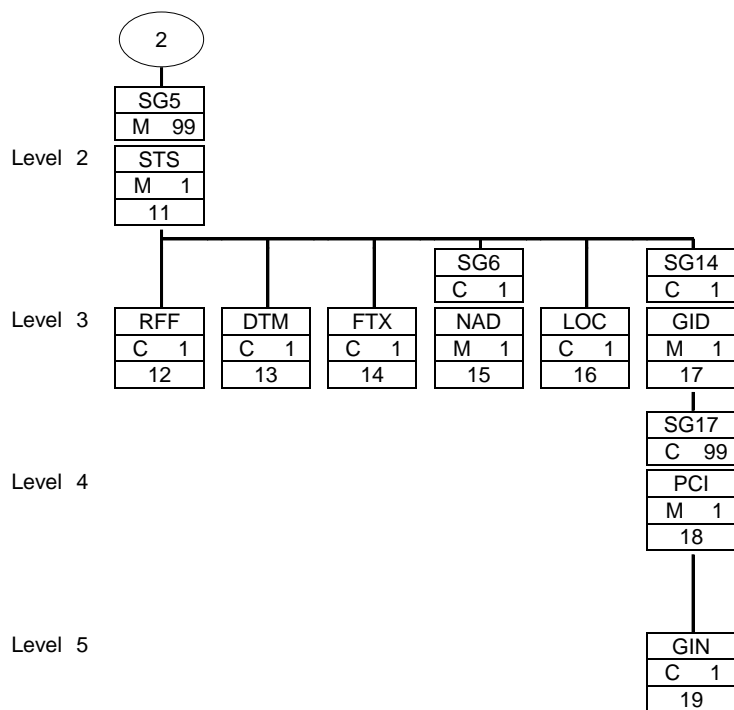 2
SG5
M 99
Level 2
STS
M 1
11
SG6
SG14
C 1
C 1
Level 3
RFF
DTM
FTX
NAD
LOC
GID
C 1
C 1
C 1
M 1
C 1
M 1
12
13
14
15
16
17
SG17
C 99
Level 4
PCI
M 1
18
Level 5
GIN
C 1
19